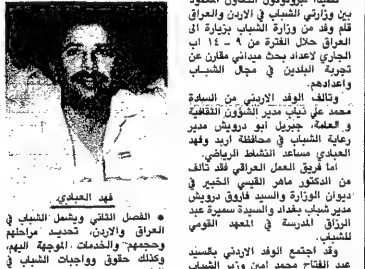 تنفيذا لبروتوكول التعاون المعقود
بين وزارتي الشباب في الاردن والعراق
قام وفد من وزارة الشباب بزيارة الى
العراق خلال الفترة من ٩ - ١٤ اب
الجاري لاعداد بحث ميداني مقارن عن
تجربة البلدين في مجال الشباب
واعدادهم.
وتألف الوفد الاردني من السادة
محمد علي ذياب مدير الشؤون الثقافية
و العامة، جبريل ابو درويش مدير
رعاية الشباب في محافظة اربد وفهد
العبادي مساعد النشاط الرياضي.
اما فريق العمل العراقي فقد تألف
من الدكتور ماهر القيسي الخبير في
ديوان الوزارة والسيد فاروق درويش
مدير شباب بغداد والسيدة سميرة عبد
الرزاق المدرسة في المعهد القومي
للشباب.
وقد اجتمع الوفد الاردني بالسيد
عبد الفتاح محمد امين وزير الشباب
فهد العبادي
* الفصل الثاني ويشمل الشباب في
العراق والاردن، تحديد مراحلهم
وحجمهم والخدمات الموجهة اليهم،
وكذلك حقوق وواجبات الشباب في